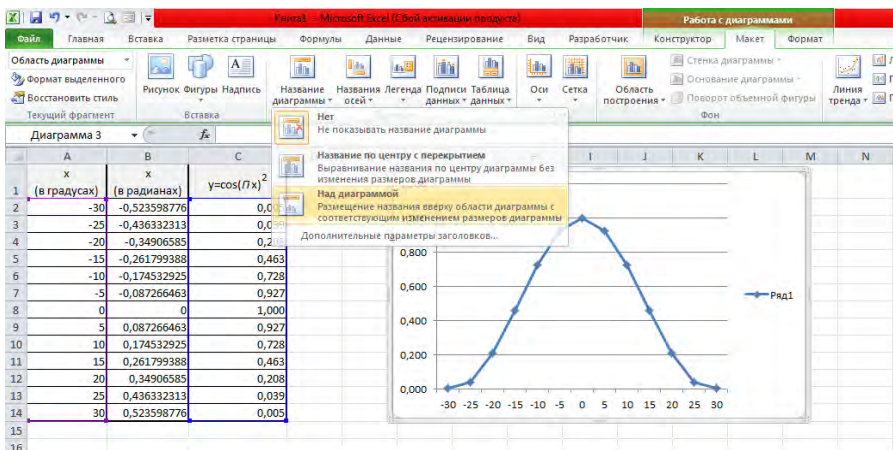 Книга1 - Microsoft Excel (Сбой активации продукта)
Работа с диаграммами
Файл Главная Вставка Разметка страницы Формулы Данные Рецензирование Вид Разработчик Конструктор Макет Формат
Область диаграммы
Формат выделенного
Восстановить стиль
Текущий фрагмент
Рисунок Фигуры Надпись
Вставка
Название диаграммы
Названия осей
Легенда
Подписи данных
Таблица данных
Оси
Сетка
Область построения
Стенка диаграммы
Основание диаграммы
Поворот объемной фигуры
Фон
Линия тренда
Диаграмма 3
fx
Нет
Не показывать название диаграммы
Название по центру с перекрытием
Выравнивание названия по центру диаграммы без
изменения размеров диаграммы
Над диаграммой
Размещение названия вверху области диаграммы с
соответствующим изменением размеров диаграммы
Дополнительные параметры заголовков...
A B C I J K L M N
1 x (в градусах) x (в радианах) y=cos(Пx)^2
2 -30 -0,523598776
3 -25 -0,436332313
4 -20 -0,34906585
5 -15 -0,261799388 0,463
6 -10 -0,174532925 0,728
7 -5 -0,087266463 0,927
8 0 0 1,000
9 5 0,087266463 0,927
10 10 0,174532925 0,728
11 15 0,261799388 0,463
12 20 0,34906585 0,208
13 25 0,436332313 0,039
14 30 0,523598776 0,005
15
16
0,800
0,600
0,400
0,200
0,000
-30 -25 -20 -15 -10 -5 0 5 10 15 20 25 30
Ряд1